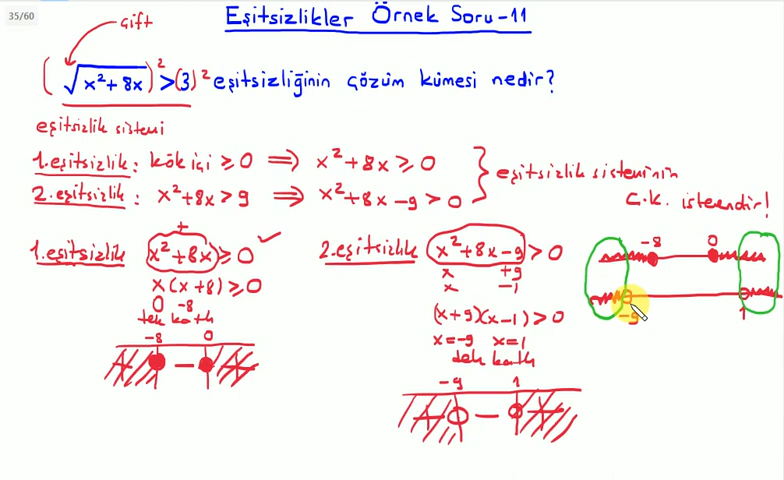 35/60
Eşitsizlikler Örnek Soru-11
çift
(√x²+8x)² > (3)² eşitsizliğinin çözüm kümesi nedir?
eşitsizlik sistemi
1.eşitsizlik: kök içi ≥ 0 ⟹ x²+8x ≥ 0
2.eşitsizlik: x²+8x > 9 ⟹ x²+8x-9 > 0
eşitsizlik sisteminin
Ç.K. istenendir!
1.eşitsizlik x²+8x ≥ 0 ✓
+
x(x+8) ≥ 0
0 -8
tek katlı
-8 0
+ - +
2.eşitsizlik x²+8x-9 > 0
x +9
x -1
(x+9)(x-1) > 0
x=-9 x=1
tek katlı
-9 1
+ - +
-8 0
-9 1